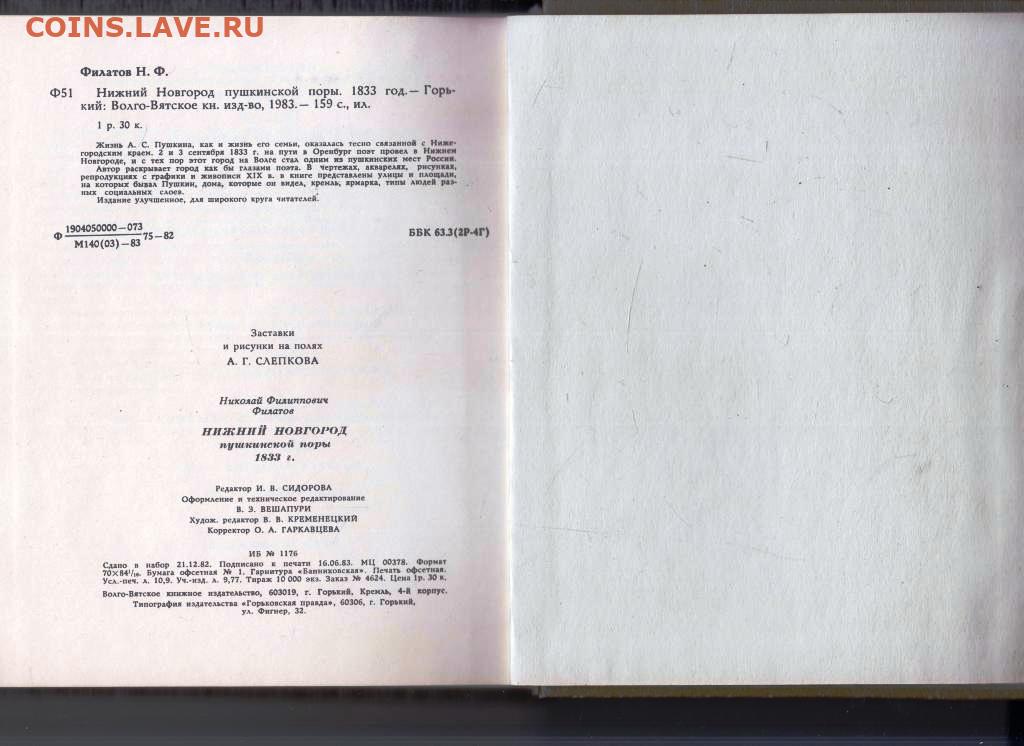 COINS.LAVE.RU
Филатов Н. Ф.
Ф51 Нижний Новгород пушкинской поры. 1833 год.— Горь-
кий: Волго-Вятское кн. изд-во, 1983.— 159 с., ил.
1 р. 30 к.
Жизнь А. С. Пушкина, как и жизнь его семьи, оказалась тесно связанной с Ниже-
городским краем. 2 и 3 сентября 1833 г. на пути в Оренбург поэт провел в Нижнем
Новгороде, и с тех пор этот город на Волге стал одним из пушкинских мест России.
Автор раскрывает город как бы глазами поэта. В чертежах, акварелях, рисунках,
репродукциях с графики и живописи XIX в. в книге представлены улицы и площади,
на которых бывал Пушкин, дома, которые он видел, кремль, ярмарка, типы людей раз-
ных социальных слоев.
Издание улучшенное, для широкого круга читателей.
Ф 1904050000—073
М140(03)—83 75—82
ББК 63.3(2Р-4Г)
Заставки
и рисунки на полях
А. Г. СЛЕПКОВА
Николай Филиппович
Филатов
НИЖНИЙ НОВГОРОД
пушкинской поры
1833 г.
Редактор И. В. СИДОРОВА
Оформление и техническое редактирование
В. З. ВЕШАПУРИ
Худож. редактор В. В. КРЕМЕНЕЦКИЙ
Корректор О. А. ГАРКАВЦЕВА
ИБ № 1176
Сдано в набор 21.12.82. Подписано к печати 16.06.83. МЦ 00378. Формат
70×84¹/₁₆. Бумага офсетная № 1. Гарнитура «Банниковская». Печать офсетная.
Усл.-печ. л. 10,9. Уч.-изд. л. 9,77. Тираж 10 000 экз. Заказ № 4624. Цена 1р. 30 к.
Волго-Вятское книжное издательство, 603019, г. Горький, Кремль, 4-й корпус.
Типография издательства «Горьковская правда», 60306, г. Горький,
ул. Фигнер, 32.